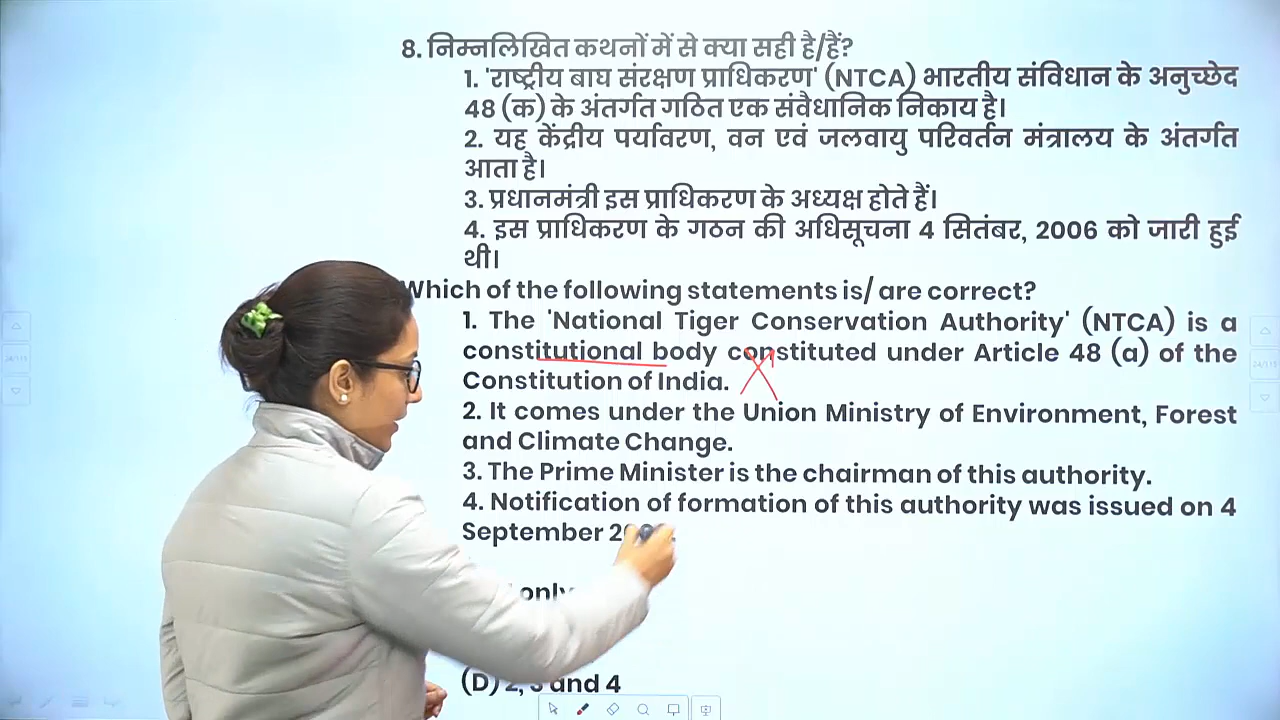 8. निम्नलिखित कथनों में से क्या सही है/हैं?
1. 'राष्ट्रीय बाघ संरक्षण प्राधिकरण' (NTCA) भारतीय संविधान के अनुच्छेद
48 (क) के अंतर्गत गठित एक संवैधानिक निकाय है।
2. यह केंद्रीय पर्यावरण, वन एवं जलवायु परिवर्तन मंत्रालय के अंतर्गत
आता है।
3. प्रधानमंत्री इस प्राधिकरण के अध्यक्ष होते हैं।
4. इस प्राधिकरण के गठन की अधिसूचना 4 सितंबर, 2006 को जारी हुई
थी।
Which of the following statements is/ are correct?
1. The 'National Tiger Conservation Authority' (NTCA) is a
constitutional body constituted under Article 48 (a) of the
Constitution of India.
2. It comes under the Union Ministry of Environment, Forest
and Climate Change.
3. The Prime Minister is the chairman of this authority.
4. Notification of formation of this authority was issued on 4
September
only
(D) 2, 3 and 4